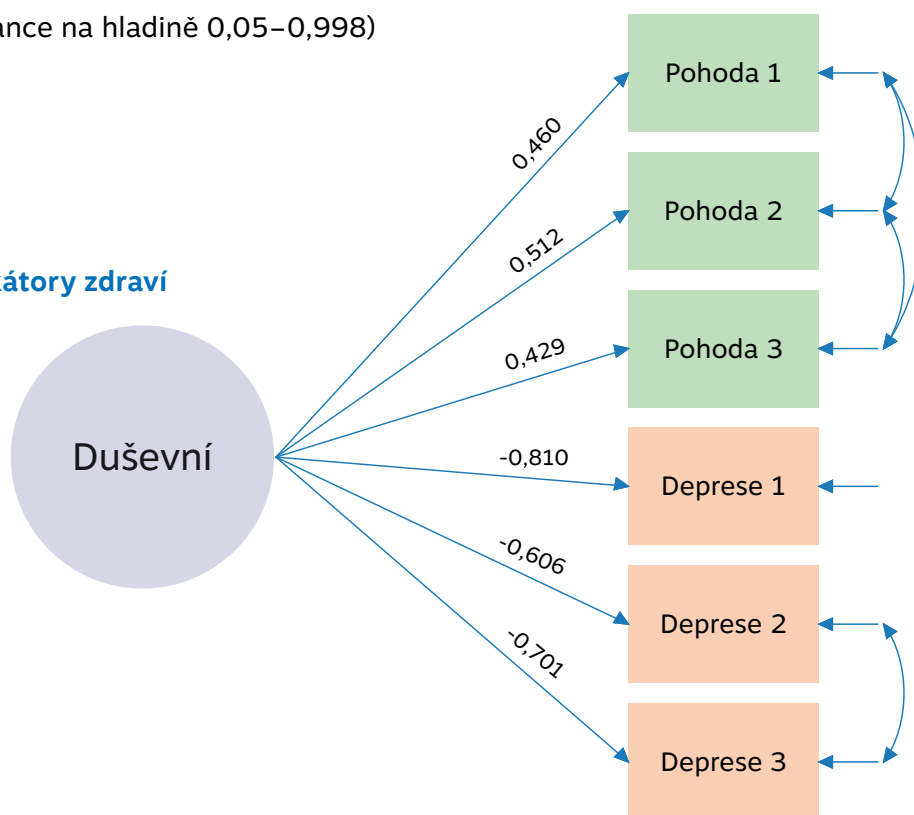 ance na hladině 0,05–0,998)
Pohoda 1
0,460
Pohoda 2
0,512
kátory zdraví
Pohoda 3
0,429
Duševní
-0,810
Deprese 1
-0,606
Deprese 2
-0,701
Deprese 3